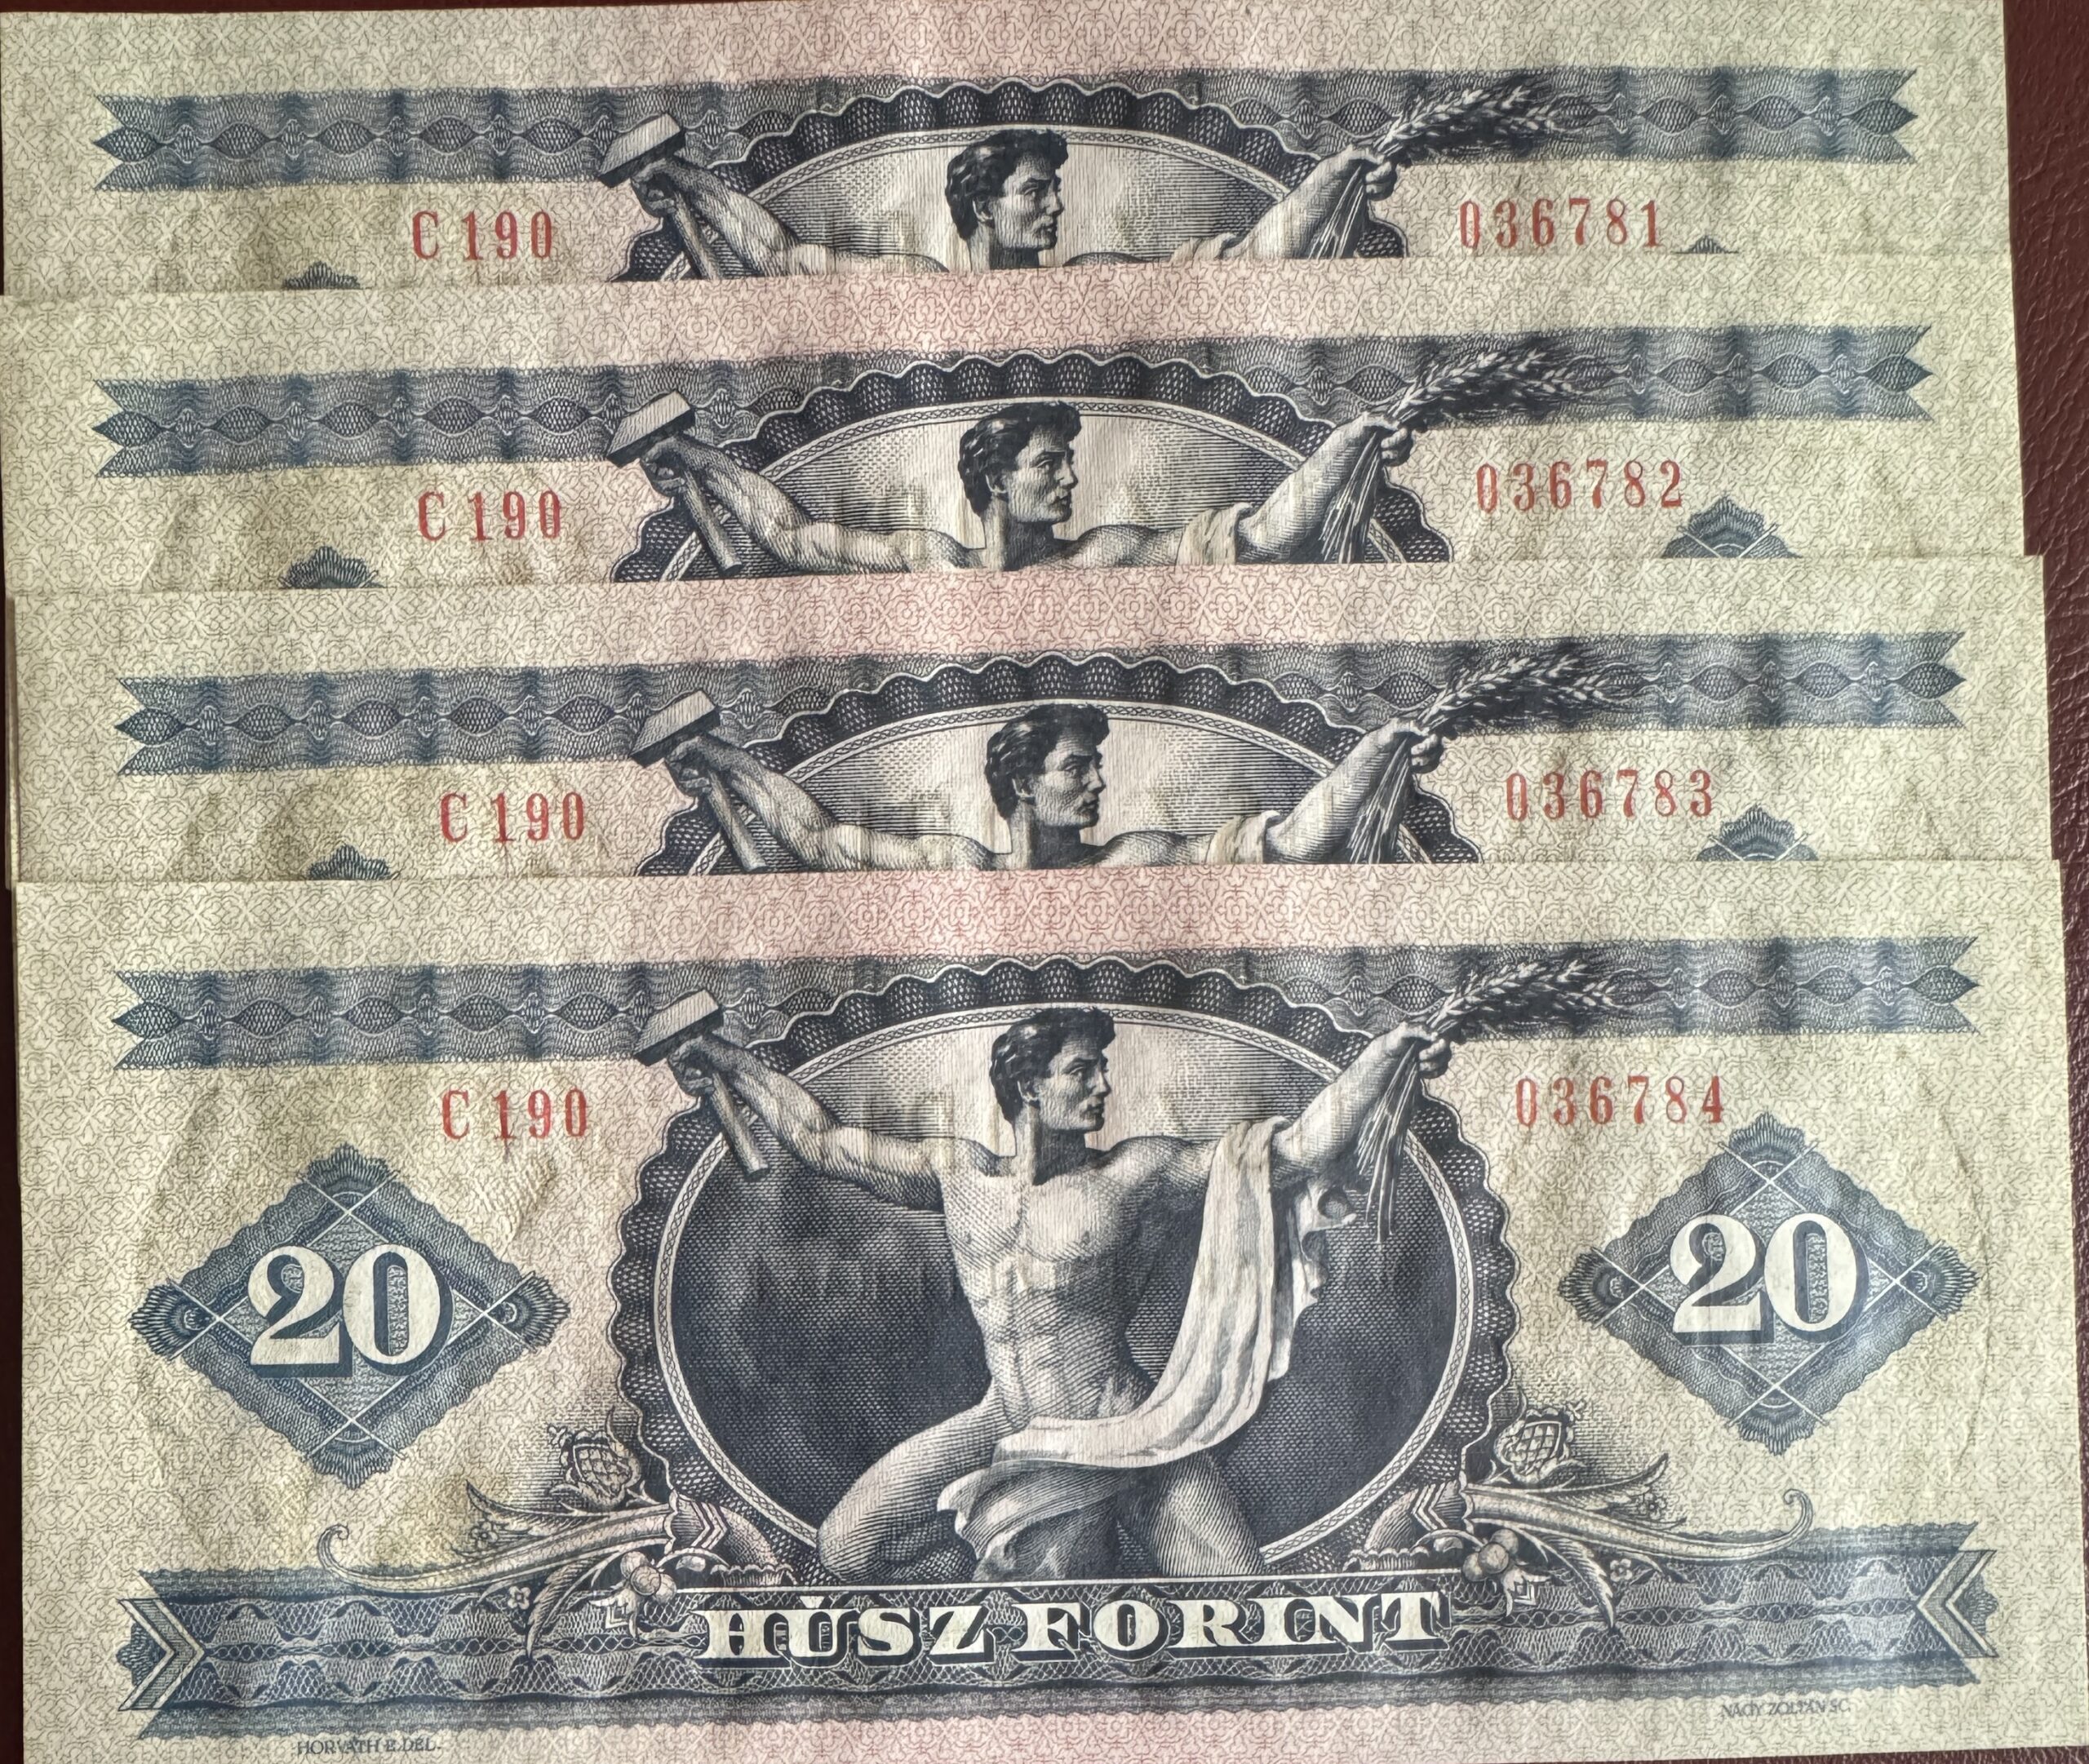 C 190 036781
C 190 036782
C 190 036783
C 190 036784
20 20
HÚSZ FORINT
HORVÁTH E. DEL. NAGY ZOLTÁN SC.